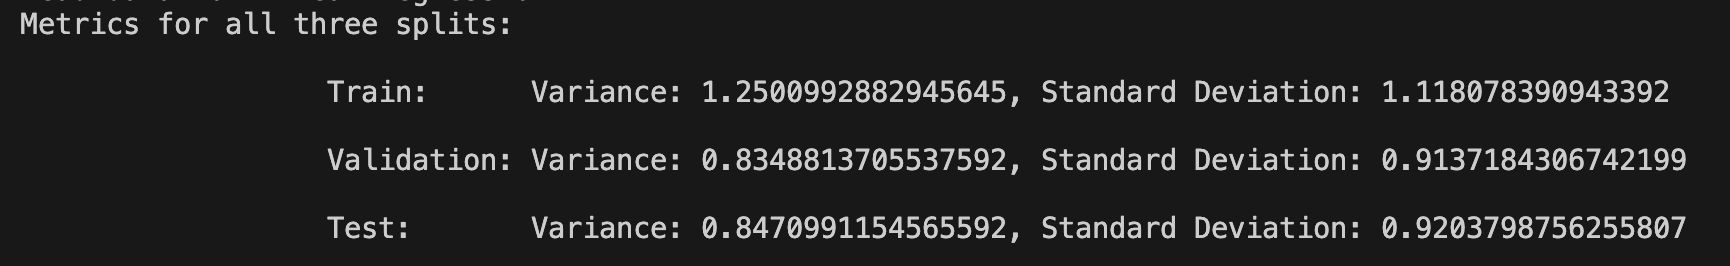 Metrics for all three splits:
Train: Variance: 1.2500992882945645, Standard Deviation: 1.118078390943392
Validation: Variance: 0.8348813705537592, Standard Deviation: 0.9137184306742199
Test: Variance: 0.8470991154565592, Standard Deviation: 0.9203798756255807